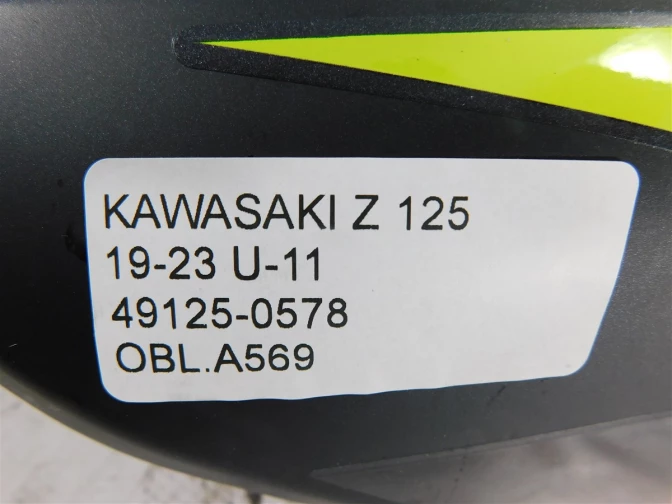 KAWASAKI Z 125
19-23 U-11
49125-0578
OBL.A569